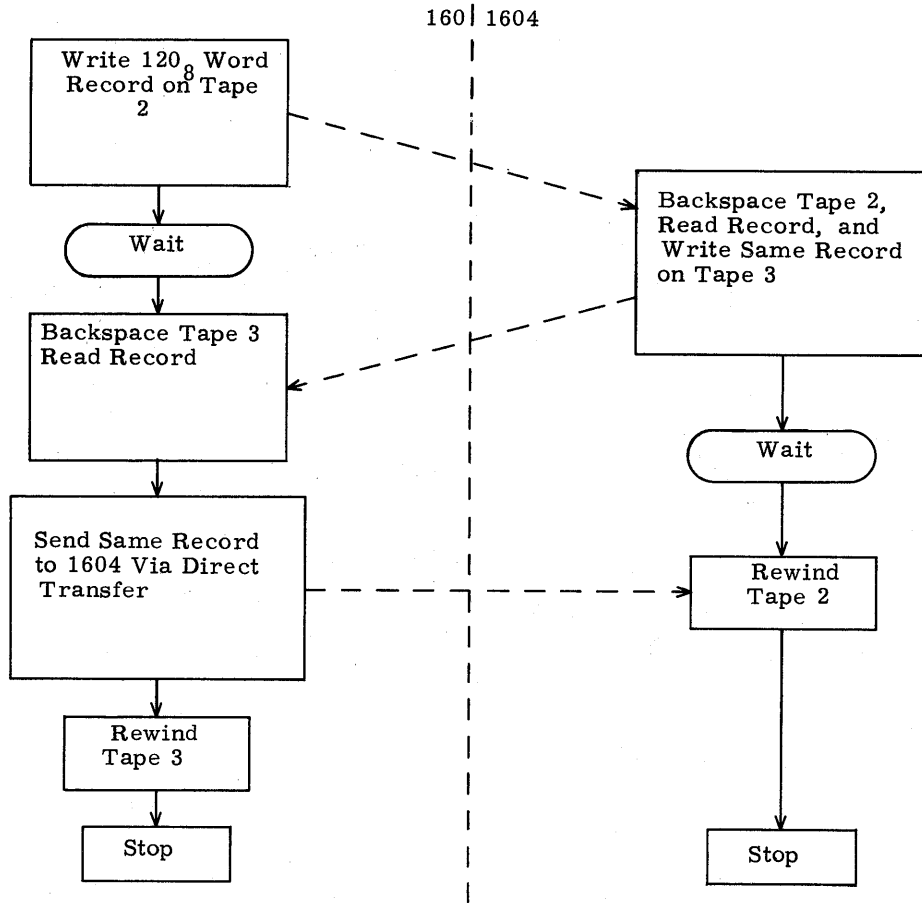 160 1604
Write 120₈ Word
Record on Tape
2
Wait
Backspace Tape 3
Read Record
Send Same Record
to 1604 Via Direct
Transfer
Rewind
Tape 3
Stop
Backspace Tape 2,
Read Record, and
Write Same Record
on Tape 3
Wait
Rewind
Tape 2
Stop